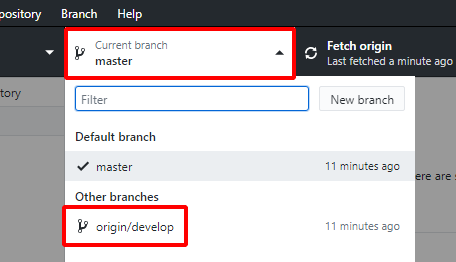 epository Branch Help
Current branch
master
Fetch origin
Last fetched a minute ago
tory
Filter
New branch
Default branch
master 11 minutes ago
ere are s
Other branches
origin/develop 11 minutes ago